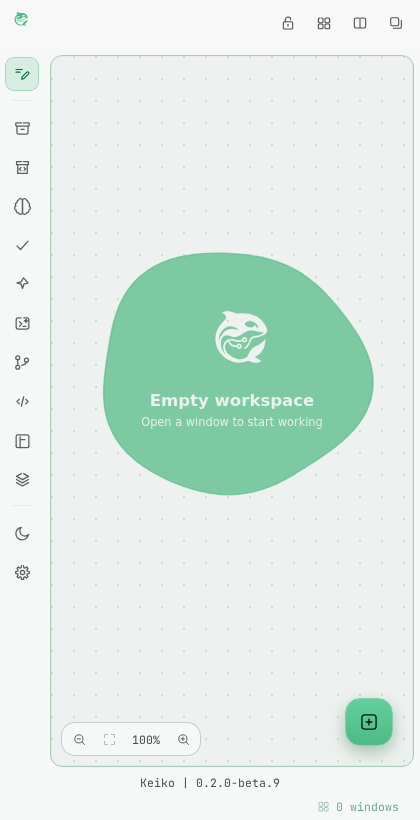 Empty workspace
Open a window to start working
100%
Keiko | 0.2.0-beta.9
0 windows